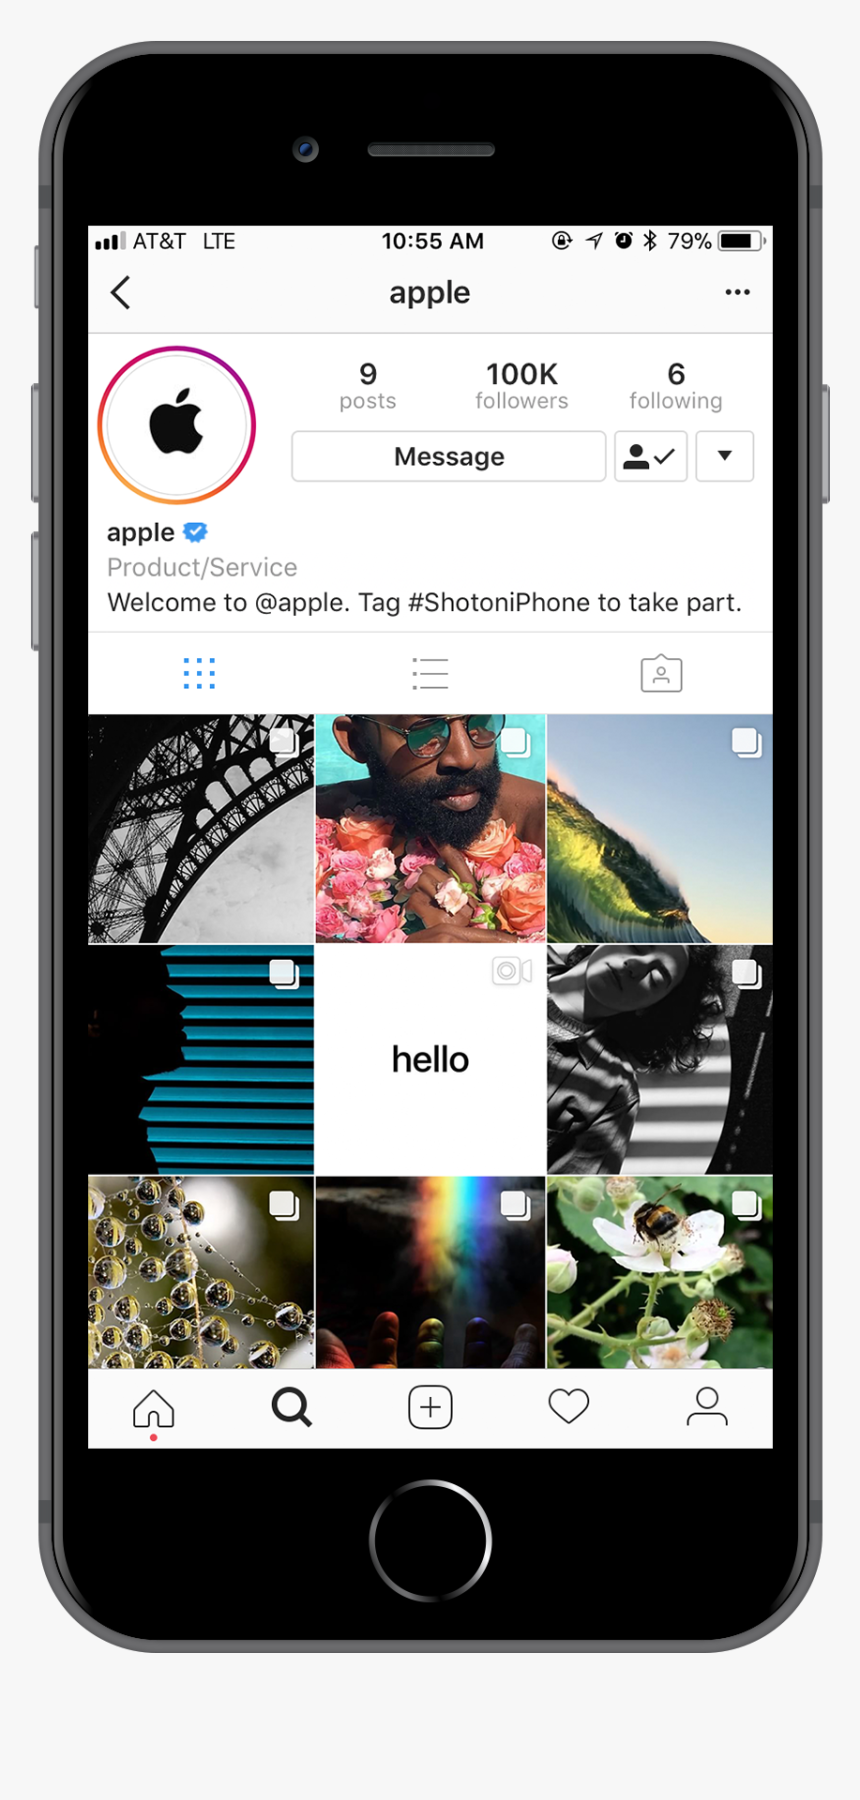 AT&T LTE 10:55 AM 79%
apple
9 100K 6
posts followers following
Message
apple
Product/Service
Welcome to @apple. Tag #ShotoniPhone to take part.
hello